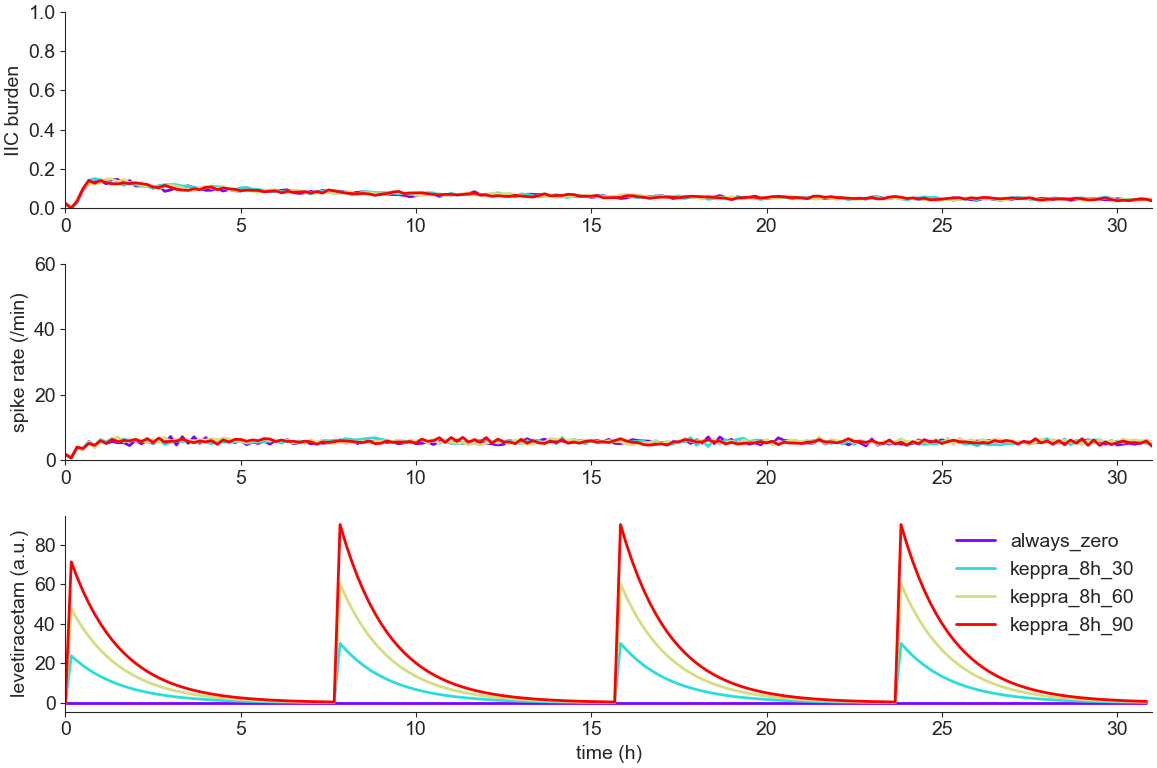 IIC burden
1.0
0.8
0.6
0.4
0.2
0.0
0 5 10 15 20 25 30
spike rate (/min)
60
40
20
0
0 5 10 15 20 25 30
levetiracetam (a.u.)
80
60
40
20
0
always_zero
keppra_8h_30
keppra_8h_60
keppra_8h_90
0 5 10 15 20 25 30
time (h)